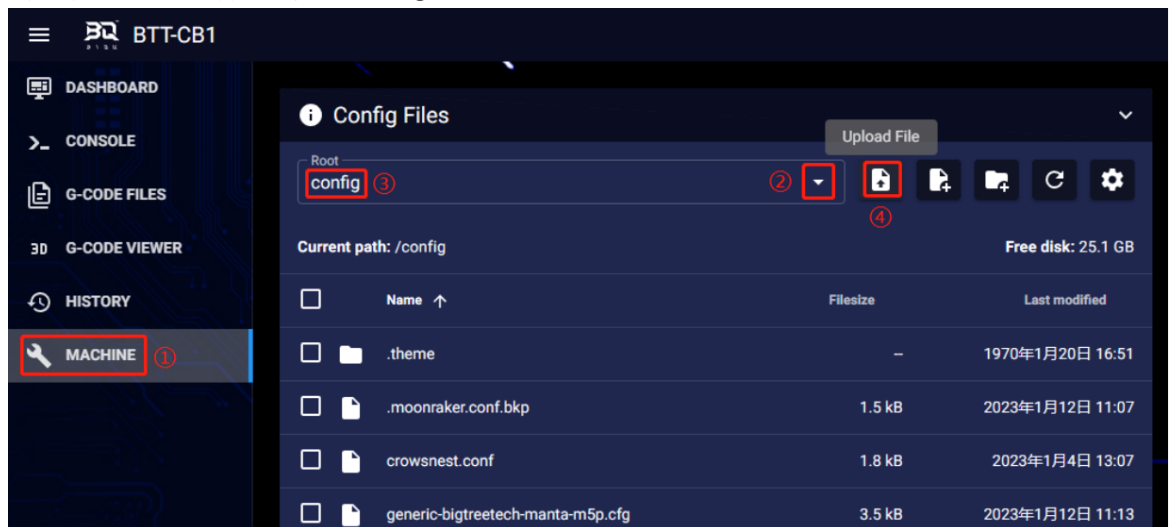 BQ BTT-CB1
BIQU
DASHBOARD
CONSOLE
G-CODE FILES
3D G-CODE VIEWER
HISTORY
MACHINE ①
Config Files
Upload File
Root
config ③ ② ④
Current path: /config Free disk: 25.1 GB
Name ↑ Filesize Last modified
.theme – 1970年1月20日 16:51
.moonraker.conf.bkp 1.5 kB 2023年1月12日 11:07
crowsnest.conf 1.8 kB 2023年1月4日 13:07
generic-bigtreetech-manta-m5p.cfg 3.5 kB 2023年1月12日 11:13